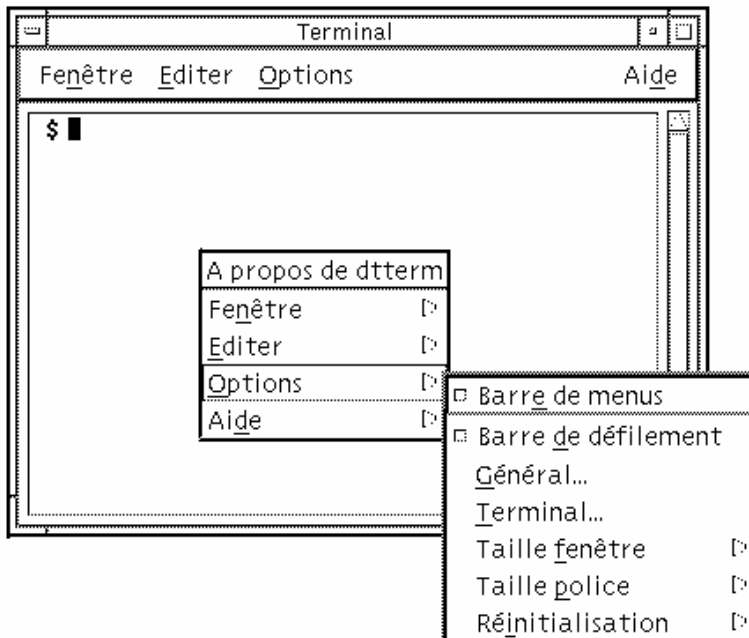 Terminal
Fenêtre Editer Options Aide
$
A propos de dtterm
Fenêtre
Editer
Options
Aide
Barre de menus
Barre de défilement
Général...
Terminal...
Taille fenêtre
Taille police
Réinitialisation